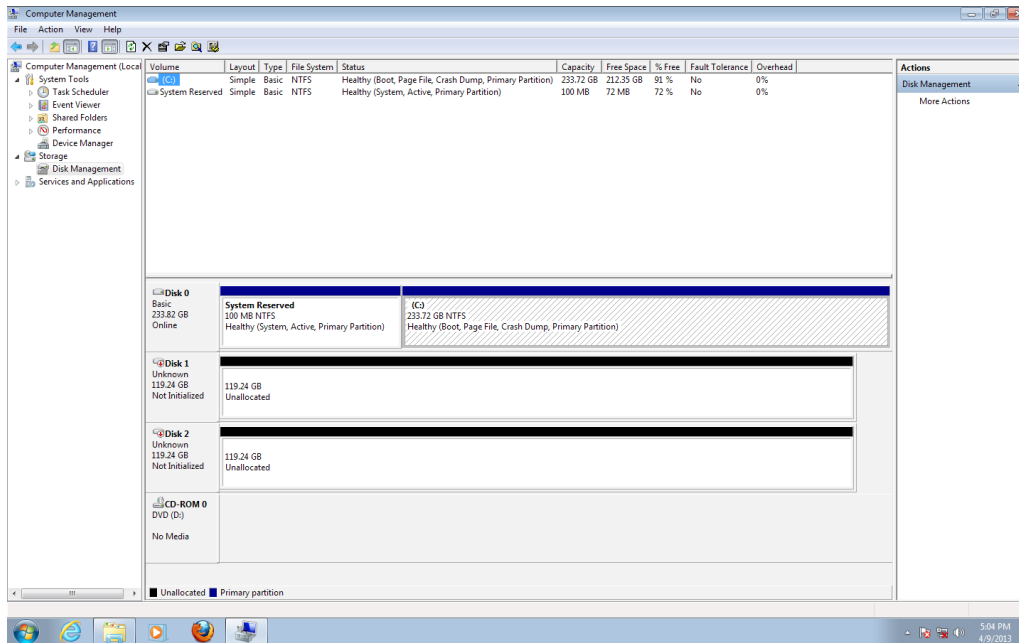 Computer Management
File Action View Help
Computer Management (Local
System Tools
Task Scheduler
Event Viewer
Shared Folders
Performance
Device Manager
Storage
Disk Management
Services and Applications
Volume Layout Type File System Status Capacity Free Space % Free Fault Tolerance Overhead
(C:) Simple Basic NTFS Healthy (Boot, Page File, Crash Dump, Primary Partition) 233.72 GB 212.35 GB 91 % No 0%
System Reserved Simple Basic NTFS Healthy (System, Active, Primary Partition) 100 MB 72 MB 72 % No 0%
Disk 0
Basic
233.82 GB
Online
System Reserved
100 MB NTFS
Healthy (System, Active, Primary Partition)
(C:)
233.72 GB NTFS
Healthy (Boot, Page File, Crash Dump, Primary Partition)
Disk 1
Unknown
119.24 GB
Not Initialized
119.24 GB
Unallocated
Disk 2
Unknown
119.24 GB
Not Initialized
119.24 GB
Unallocated
CD-ROM 0
DVD (D:)
No Media
Unallocated Primary partition
Actions
Disk Management
More Actions
5:04 PM
4/9/2013